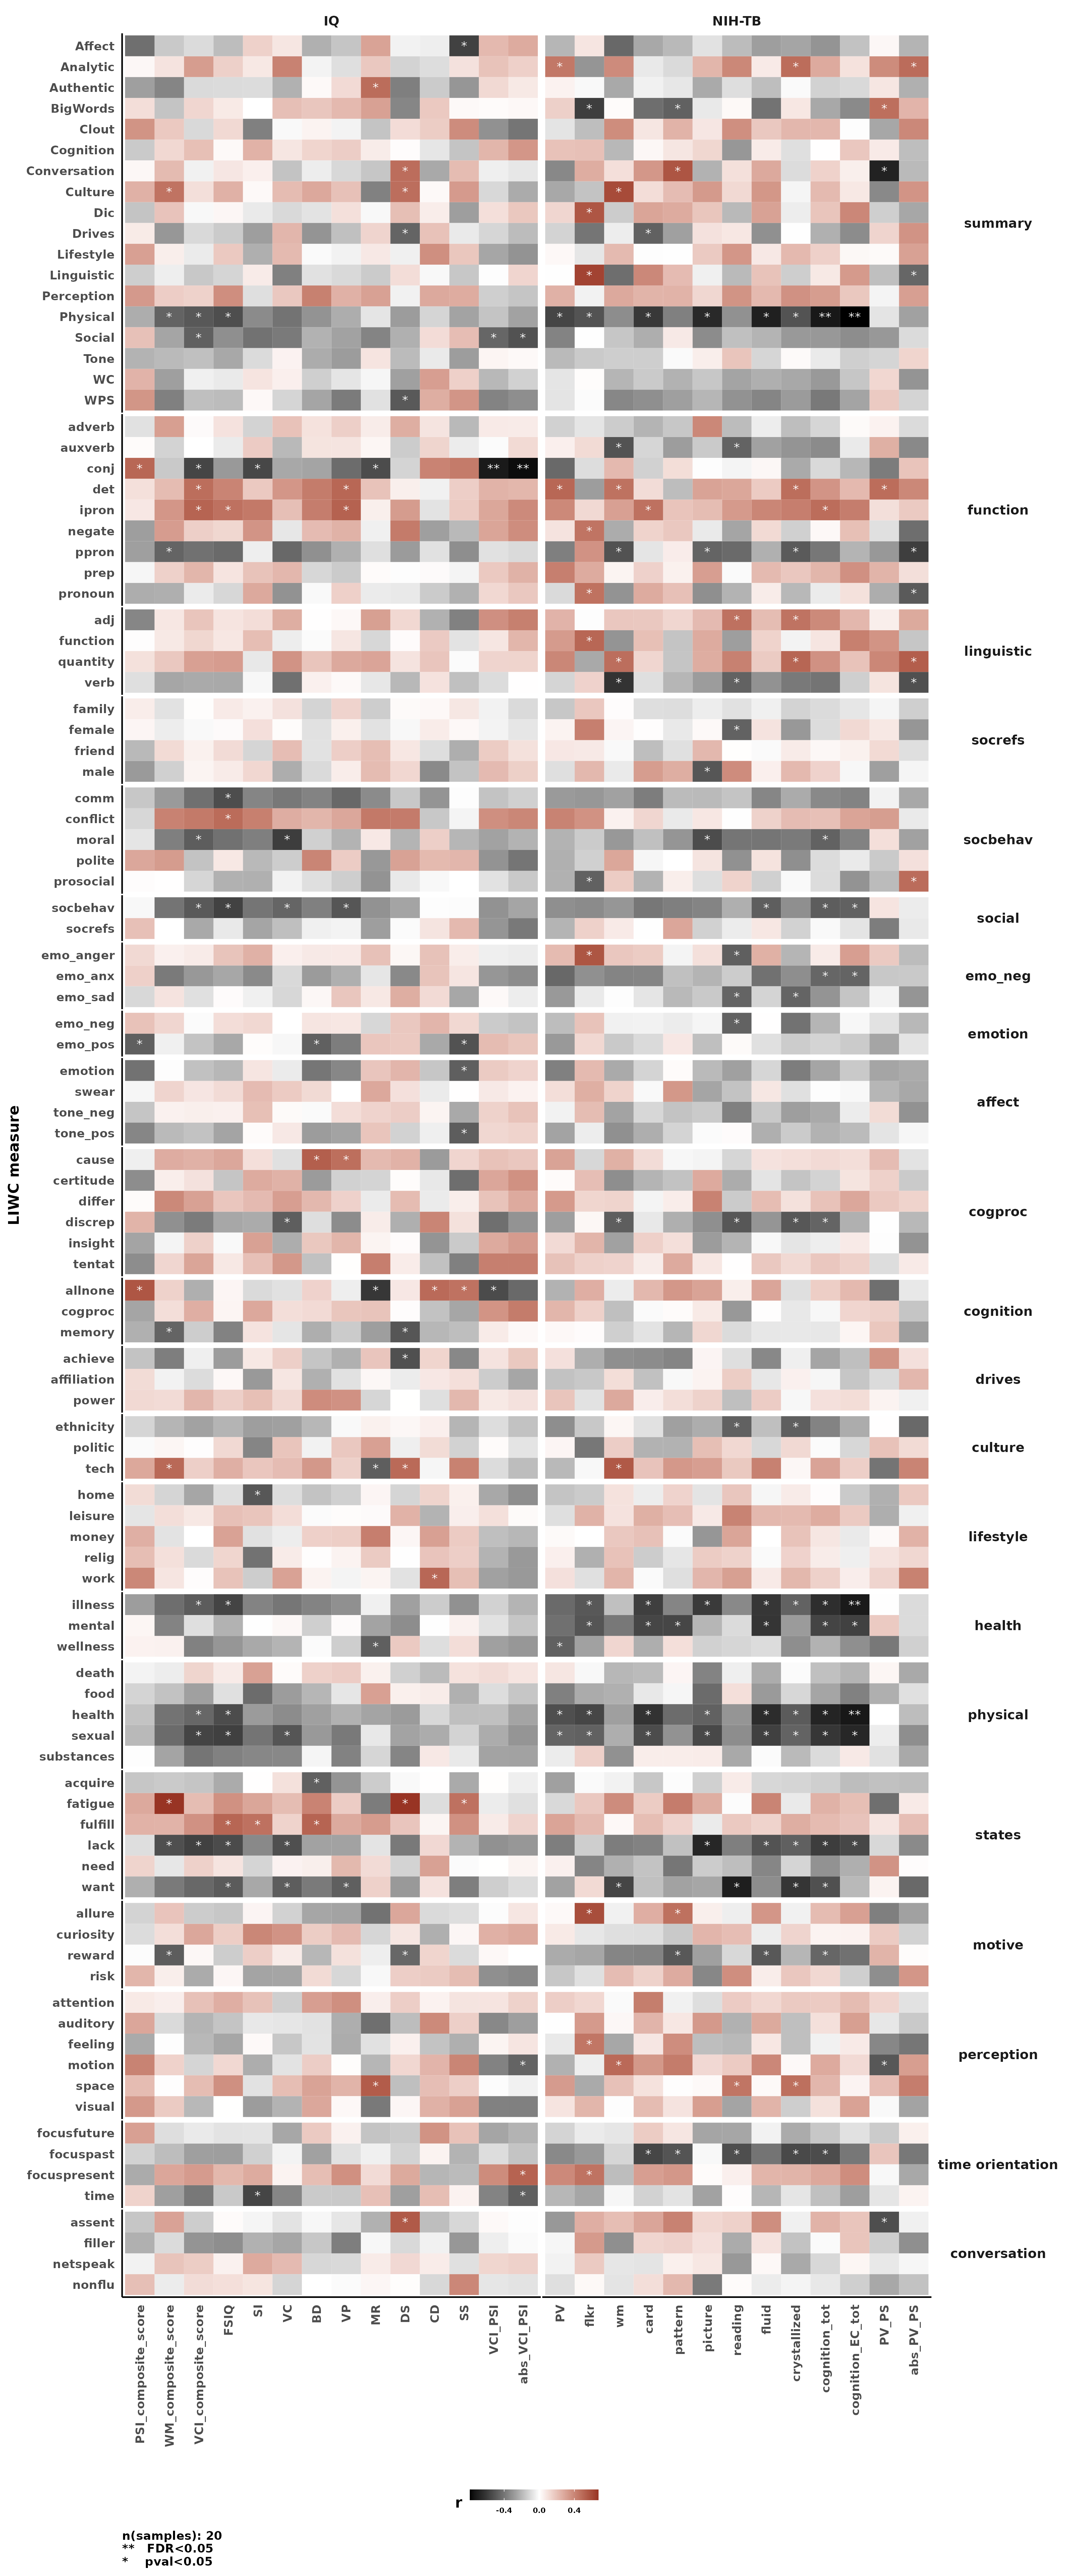 IQ NIH-TB
LIWC measure
Affect
Analytic
Authentic
BigWords
Clout
Cognition
Conversation
Culture
Dic
Drives
Lifestyle
Linguistic
Perception
Physical
Social
Tone
WC
WPS
summary
adverb
auxverb
conj
det
ipron
negate
ppron
prep
pronoun
function
adj
function
quantity
verb
linguistic
family
female
friend
male
socrefs
comm
conflict
moral
polite
prosocial
socbehav
socbehav
socrefs
social
emo_anger
emo_anx
emo_sad
emo_neg
emo_neg
emo_pos
emotion
emotion
swear
tone_neg
tone_pos
affect
cause
certitude
differ
discrep
insight
tentat
cogproc
allnone
cogproc
memory
cognition
achieve
affiliation
power
drives
ethnicity
politic
tech
culture
home
leisure
money
relig
work
lifestyle
illness
mental
wellness
health
death
food
health
sexual
substances
physical
acquire
fatigue
fulfill
lack
need
want
states
allure
curiosity
reward
risk
motive
attention
auditory
feeling
motion
space
visual
perception
focusfuture
focuspast
focuspresent
time
time orientation
assent
filler
netspeak
nonflu
conversation
PSI_composite_score
WM_composite_score
VCI_composite_score
FSIQ
SI
VC
BD
VP
MR
DS
CD
SS
VCI_PSI
abs_VCI_PSI
PV
flkr
wm
card
pattern
picture
reading
fluid
crystallized
cognition_tot
cognition_EC_tot
PV_PS
abs_PV_PS
r
-0.4 0.0 0.4
n(samples): 20
** FDR<0.05
* pval<0.05